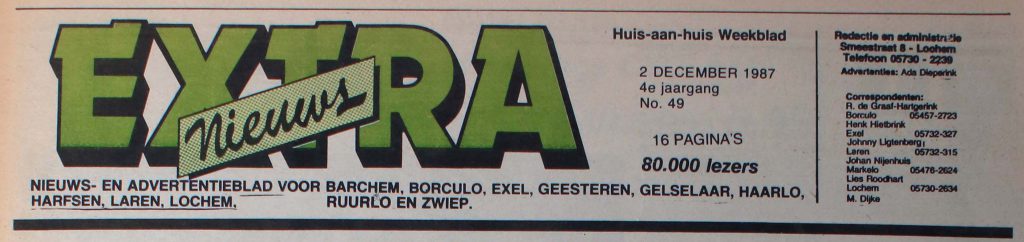 EXTRA
Nieuws
NIEUWS- EN ADVERTENTIEBLAD VOOR BARCHEM, BORCULO, EXEL, GEESTEREN, GELSELAAR, HAARLO,
HARFSEN, LAREN, LOCHEM, RUURLO EN ZWIEP.
Huis-aan-huis Weekblad
2 DECEMBER 1987
4e jaargang
No. 49
16 PAGINA'S
80.000 lezers
Redactie en administratie
Smeestraat 8 - Lochem
Telefoon 05730 - 2239
Advertenties: Ada Dieperink
Correspondenten:
R. de Graaf-Hartgerink
Borculo 05457-2723
Henk Hietbrink
Exel 05732-327
Johnny Ligtenberg
Laren 05732-315
Johan Nijenhuis
Markelo 05476-2624
Lies Roodhart
Lochem 05730-2634
M. Dijke